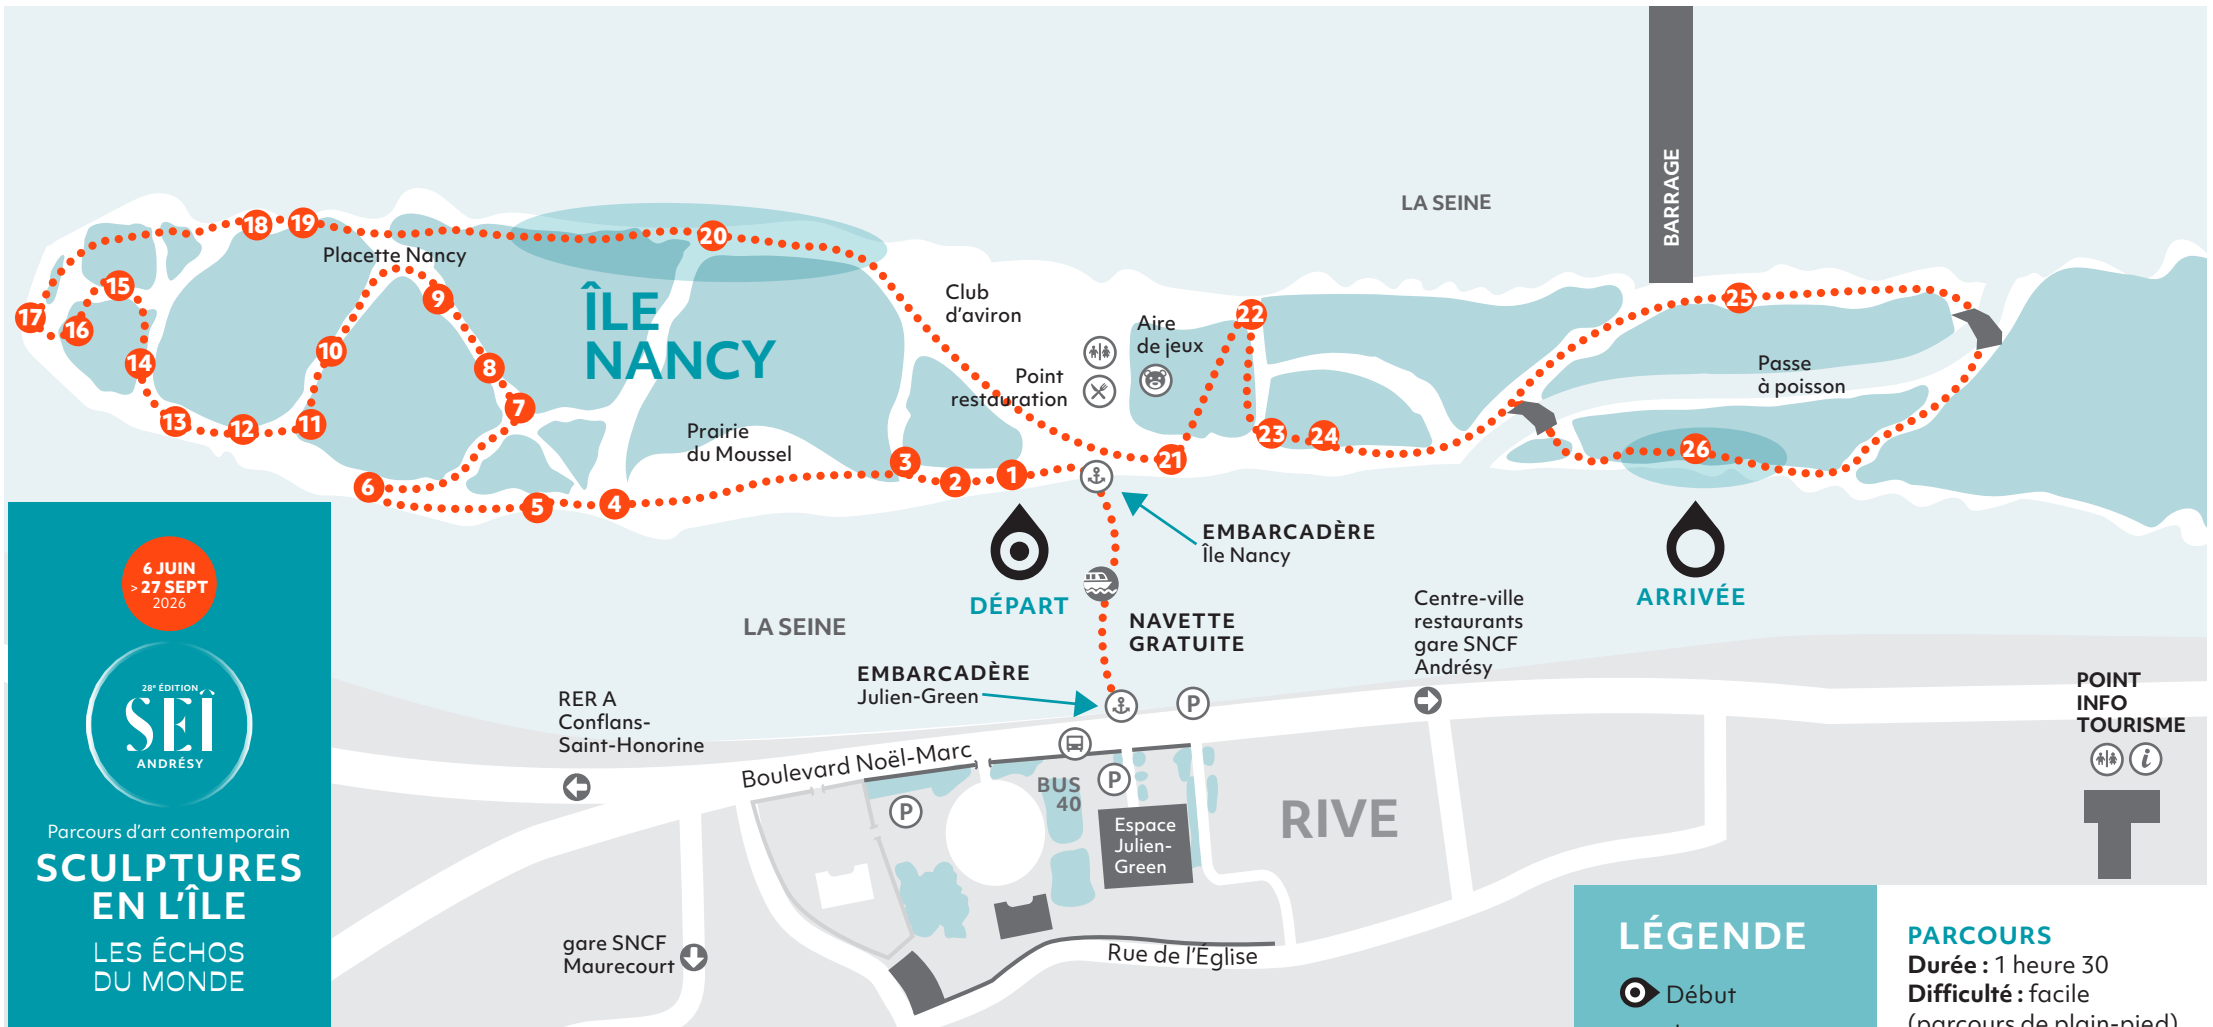 LA SEINE
BARRAGE
18
19
20
Placette Nancy
15
9
17
16
ÎLE
NANCY
10
14
8
7
13
12
11
Club
d'aviron
Aire
de jeux
22
25
Point
restauration
Passe
à poisson
Prairie
du Moussel
3
2
1
21
23
24
26
6
5
4
EMBARCADÈRE
Île Nancy
DÉPART
ARRIVÉE
LA SEINE
NAVETTE
GRATUITE
Centre-ville
restaurants
gare SNCF
Andrésy
EMBARCADÈRE
Julien-Green
RER A
Conflans-
Saint-Honorine
P
POINT
INFO
TOURISME
i
Boulevard Noël-Marc
BUS
40
P
P
Espace
Julien-
Green
RIVE
gare SNCF
Maurecourt
Rue de l'Église
6 JUIN
> 27 SEPT
2026
28e ÉDITION
SEÎ
ANDRÉSY
Parcours d'art contemporain
SCULPTURES
EN L'ÎLE
LES ÉCHOS
DU MONDE
LÉGENDE
Début
PARCOURS
Durée : 1 heure 30
Difficulté : facile
(parcours de plain-pied)